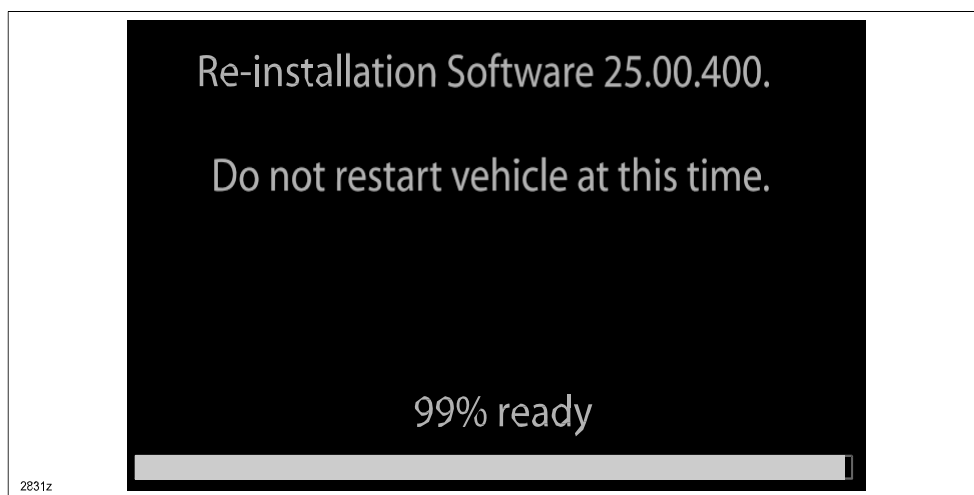 Re-installation Software 25.00.400.
Do not restart vehicle at this time.
99% ready
2831z